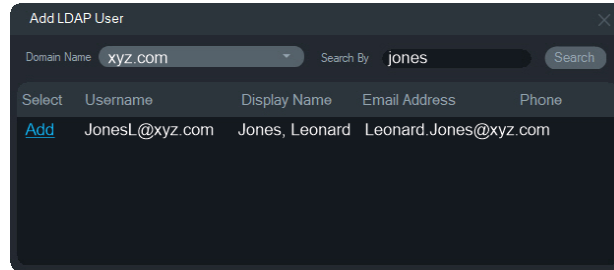 Add LDAP User
Domain Name xyz.com Search By jones Search
Select Username Display Name Email Address Phone
Add JonesL@xyz.com Jones, Leonard Leonard.Jones@xyz.com